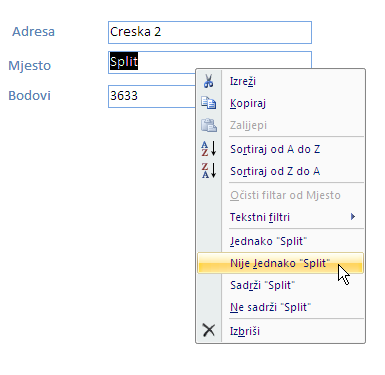 Adresa Creska 2
Mjesto Split
Bodovi 3633
Izreži
Kopiraj
Zalijepi
Sortiraj od A do Z
Sortiraj od Z do A
Očisti filtar od Mjesto
Tekstni filtri
Jednako "Split"
Nije Jednako "Split"
Sadrži "Split"
Ne sadrži "Split"
Izbriši